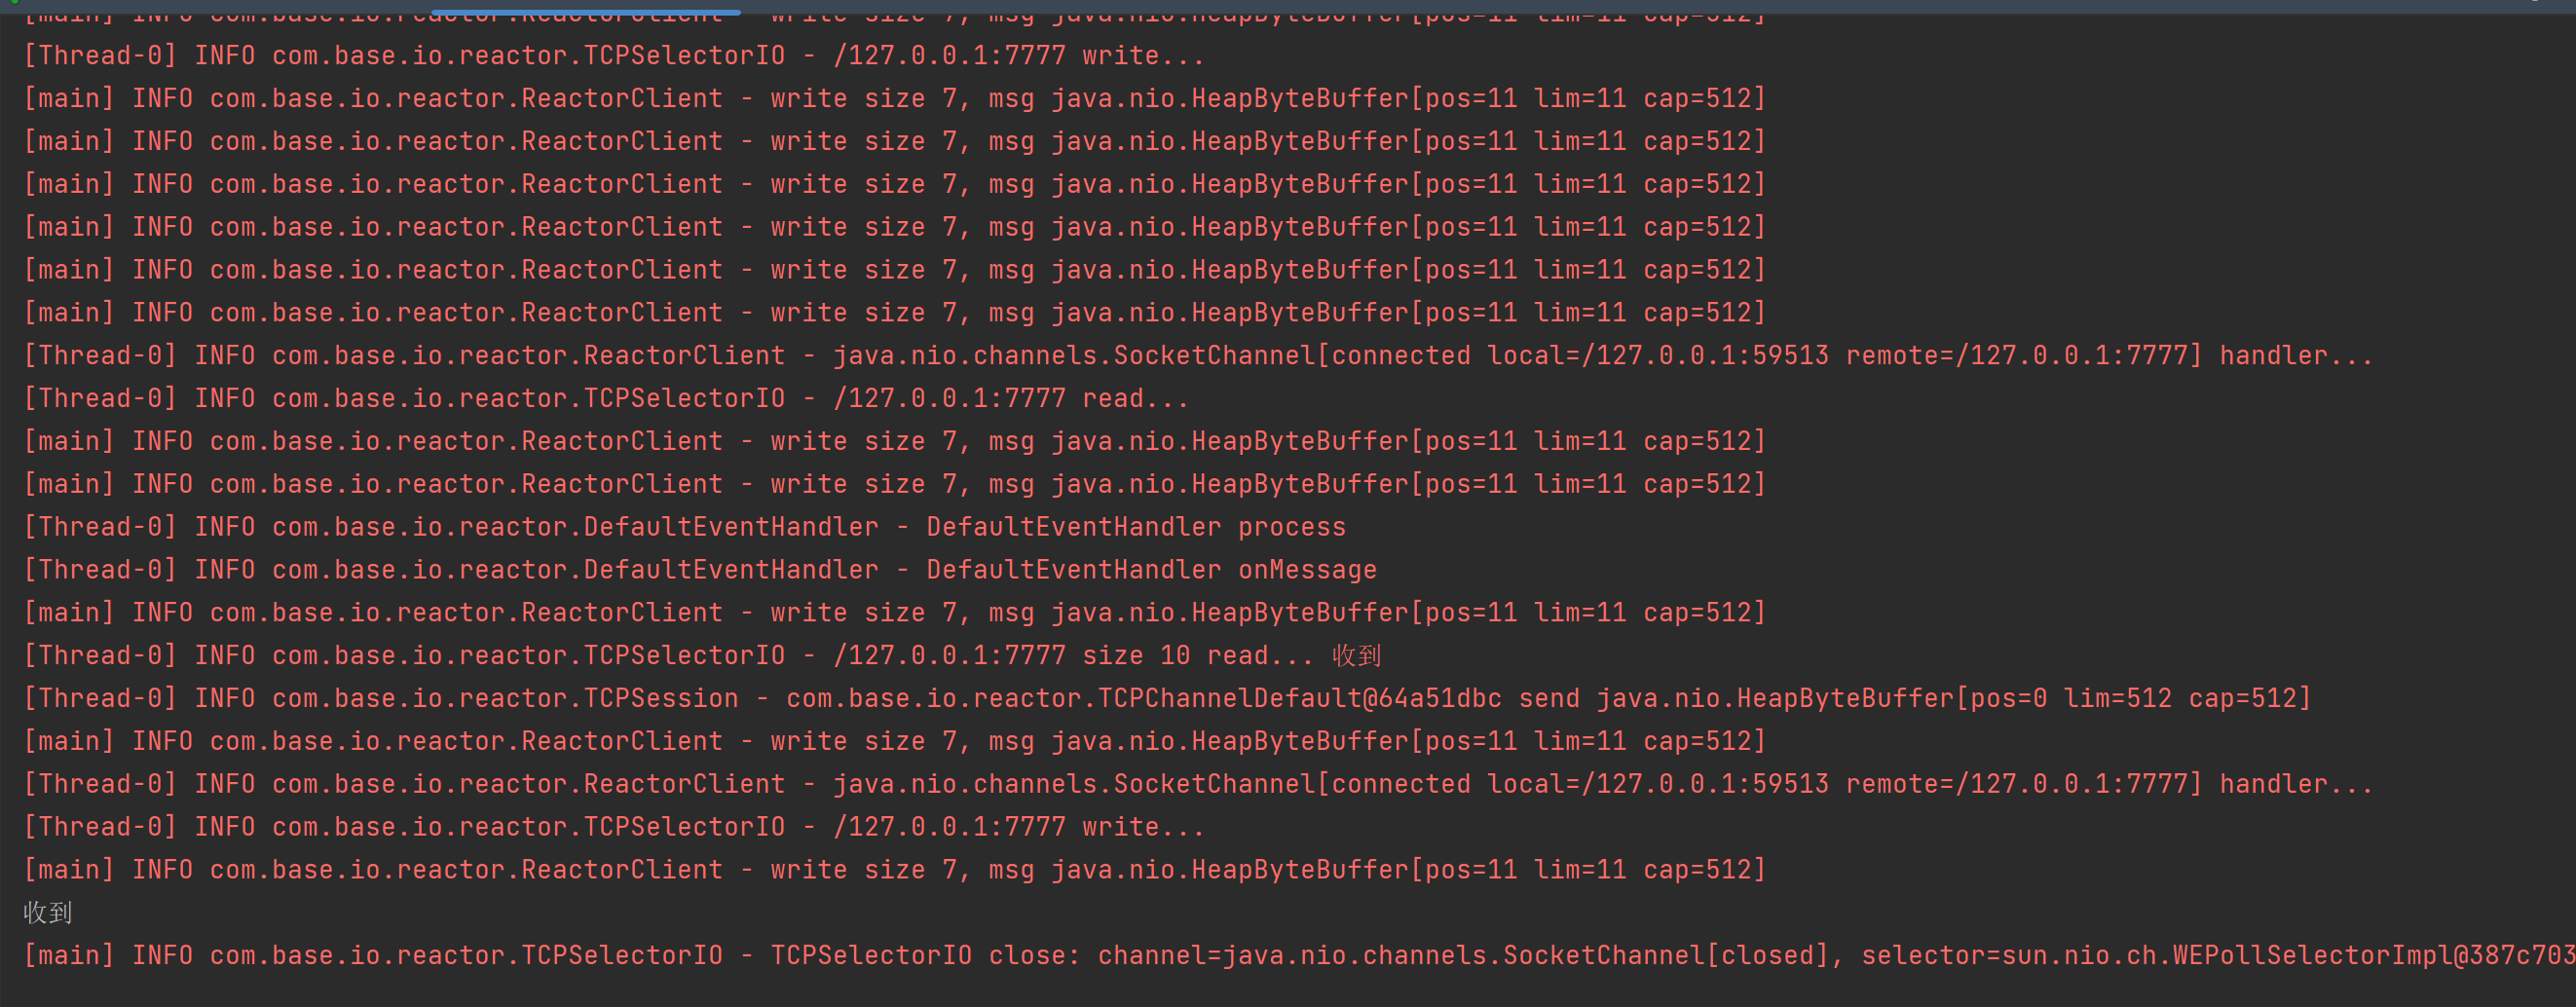 [main] INFO com.base.io.reactor.ReactorClient - write size 7, msg java.nio.HeapByteBuffer[pos=11 lim=11 cap=512]
[Thread-0] INFO com.base.io.reactor.TCPSelectorIO - /127.0.0.1:7777 write...
[main] INFO com.base.io.reactor.ReactorClient - write size 7, msg java.nio.HeapByteBuffer[pos=11 lim=11 cap=512]
[main] INFO com.base.io.reactor.ReactorClient - write size 7, msg java.nio.HeapByteBuffer[pos=11 lim=11 cap=512]
[main] INFO com.base.io.reactor.ReactorClient - write size 7, msg java.nio.HeapByteBuffer[pos=11 lim=11 cap=512]
[main] INFO com.base.io.reactor.ReactorClient - write size 7, msg java.nio.HeapByteBuffer[pos=11 lim=11 cap=512]
[main] INFO com.base.io.reactor.ReactorClient - write size 7, msg java.nio.HeapByteBuffer[pos=11 lim=11 cap=512]
[main] INFO com.base.io.reactor.ReactorClient - write size 7, msg java.nio.HeapByteBuffer[pos=11 lim=11 cap=512]
[Thread-0] INFO com.base.io.reactor.ReactorClient - java.nio.channels.SocketChannel[connected local=/127.0.0.1:59513 remote=/127.0.0.1:7777] handler...
[Thread-0] INFO com.base.io.reactor.TCPSelectorIO - /127.0.0.1:7777 read...
[main] INFO com.base.io.reactor.ReactorClient - write size 7, msg java.nio.HeapByteBuffer[pos=11 lim=11 cap=512]
[main] INFO com.base.io.reactor.ReactorClient - write size 7, msg java.nio.HeapByteBuffer[pos=11 lim=11 cap=512]
[Thread-0] INFO com.base.io.reactor.DefaultEventHandler - DefaultEventHandler process
[Thread-0] INFO com.base.io.reactor.DefaultEventHandler - DefaultEventHandler onMessage
[main] INFO com.base.io.reactor.ReactorClient - write size 7, msg java.nio.HeapByteBuffer[pos=11 lim=11 cap=512]
[Thread-0] INFO com.base.io.reactor.TCPSelectorIO - /127.0.0.1:7777 size 10 read... 收到
[Thread-0] INFO com.base.io.reactor.TCPSession - com.base.io.reactor.TCPChannelDefault@64a51dbc send java.nio.HeapByteBuffer[pos=0 lim=512 cap=512]
[main] INFO com.base.io.reactor.ReactorClient - write size 7, msg java.nio.HeapByteBuffer[pos=11 lim=11 cap=512]
[Thread-0] INFO com.base.io.reactor.ReactorClient - java.nio.channels.SocketChannel[connected local=/127.0.0.1:59513 remote=/127.0.0.1:7777] handler...
[Thread-0] INFO com.base.io.reactor.TCPSelectorIO - /127.0.0.1:7777 write...
[main] INFO com.base.io.reactor.ReactorClient - write size 7, msg java.nio.HeapByteBuffer[pos=11 lim=11 cap=512]
收到
[main] INFO com.base.io.reactor.TCPSelectorIO - TCPSelectorIO close: channel=java.nio.channels.SocketChannel[closed], selector=sun.nio.ch.WEPollSelectorImpl@387c703